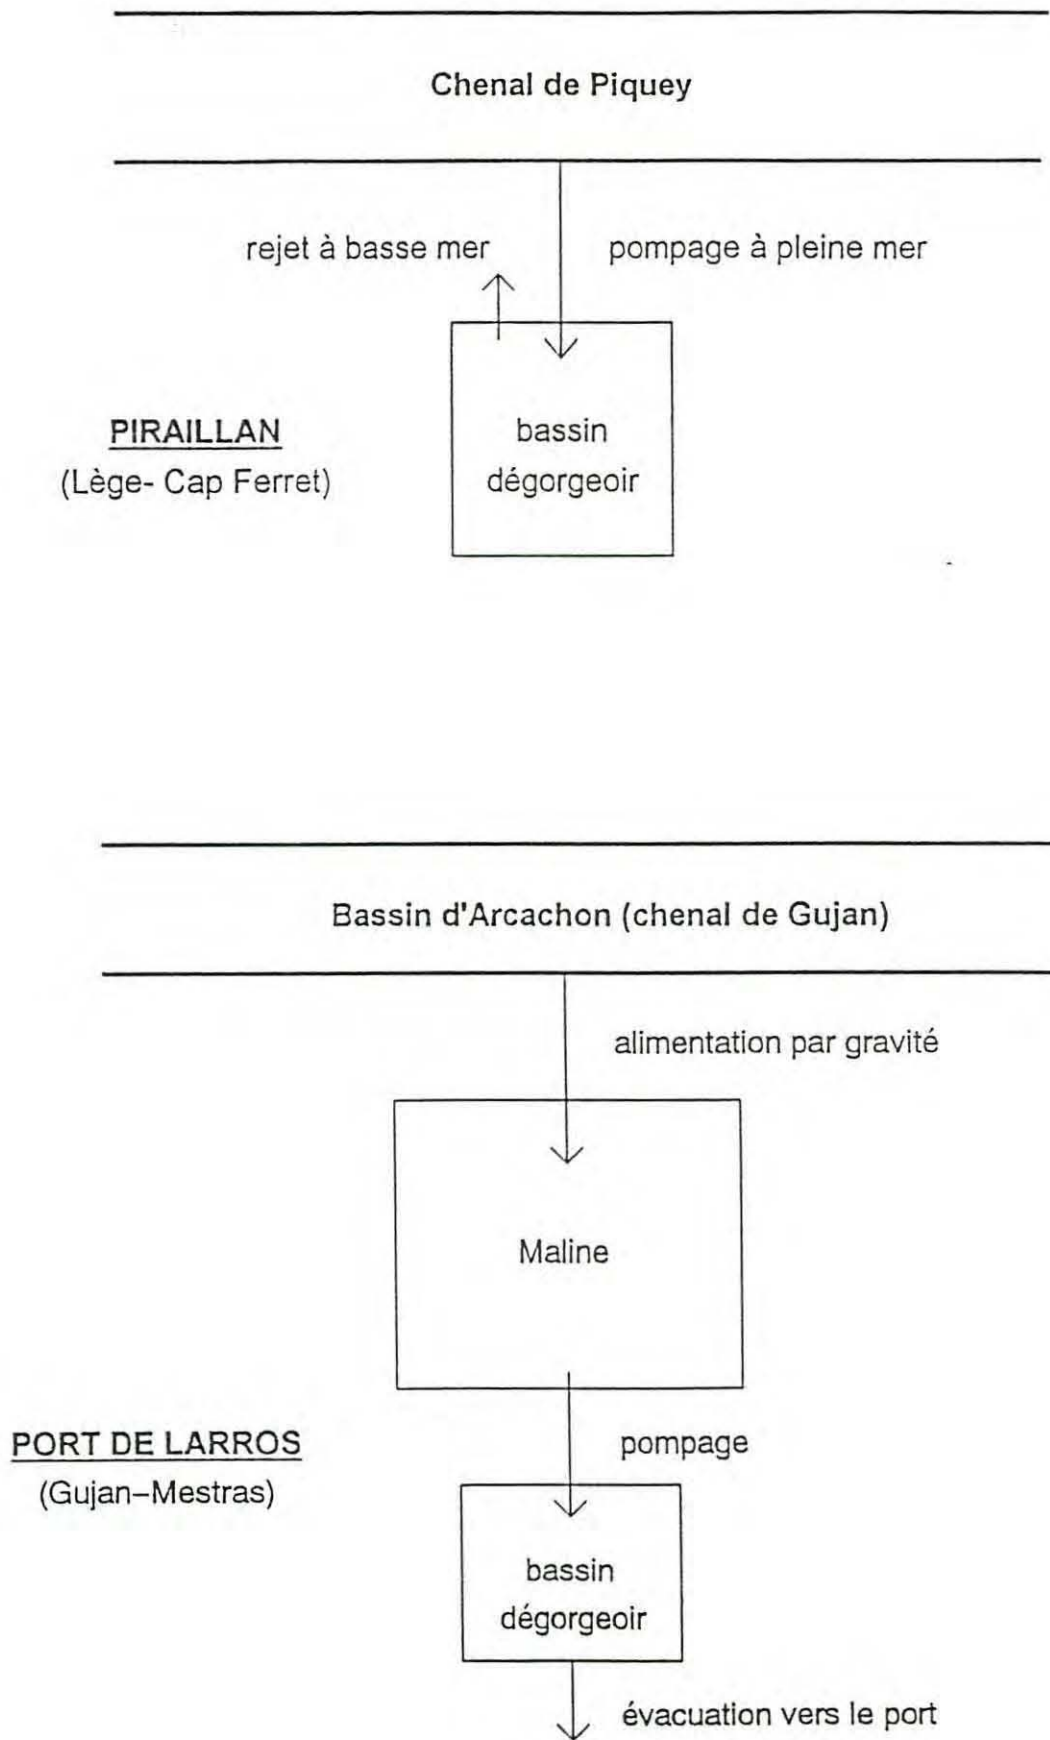 Chenal de Piquey
rejet à basse mer
pompage à pleine mer
bassin
dégorgeoir
PIRAILLAN
(Lège- Cap Ferret)
Bassin d'Arcachon (chenal de Gujan)
alimentation par gravité
Maline
PORT DE LARROS
(Gujan–Mestras)
pompage
bassin
dégorgeoir
évacuation vers le port